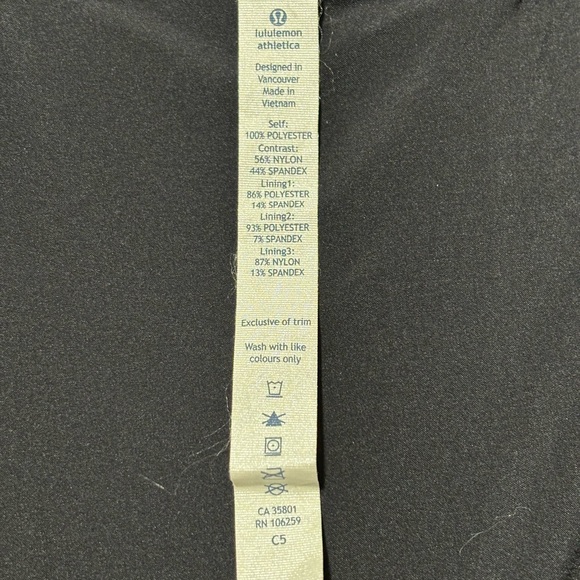 lululemon
athletica
Designed in
Vancouver
Made in
Vietnam
Self:
100% POLYESTER
Contrast:
56% NYLON
44% SPANDEX
Lining1:
86% POLYESTER
14% SPANDEX
Lining2:
93% POLYESTER
7% SPANDEX
Lining3:
87% NYLON
13% SPANDEX
Exclusive of trim
Wash with like
colours only
CA 35801
RN 106259
C5